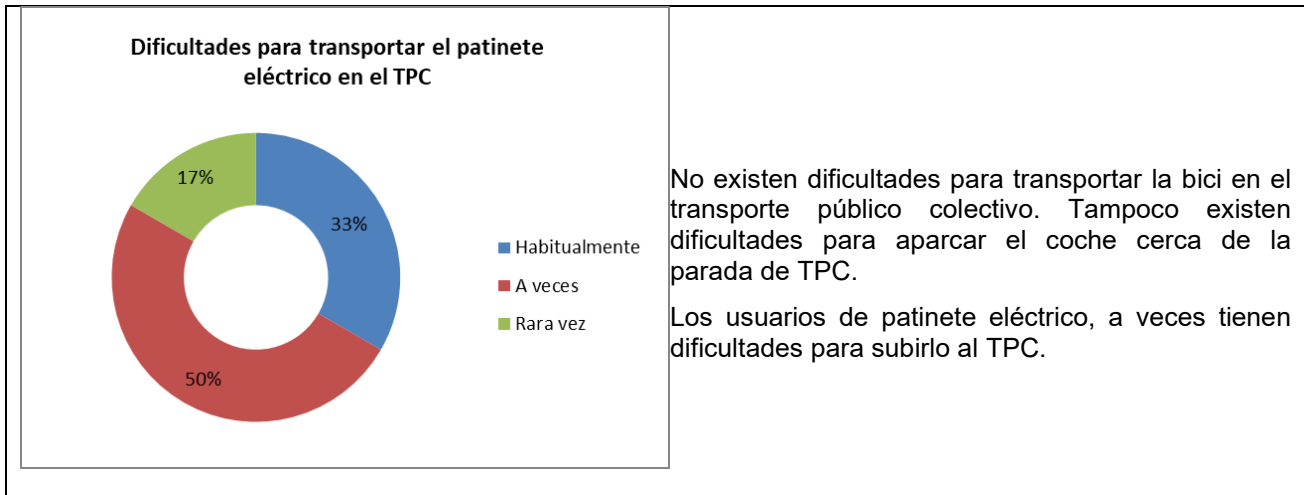 Dificultades para transportar el patinete
eléctrico en el TPC
17%
33%
50%
Habitualmente
A veces
Rara vez
No existen dificultades para transportar la bici en el
transporte público colectivo. Tampoco existen
dificultades para aparcar el coche cerca de la
parada de TPC.
Los usuarios de patinete eléctrico, a veces tienen
dificultades para subirlo al TPC.